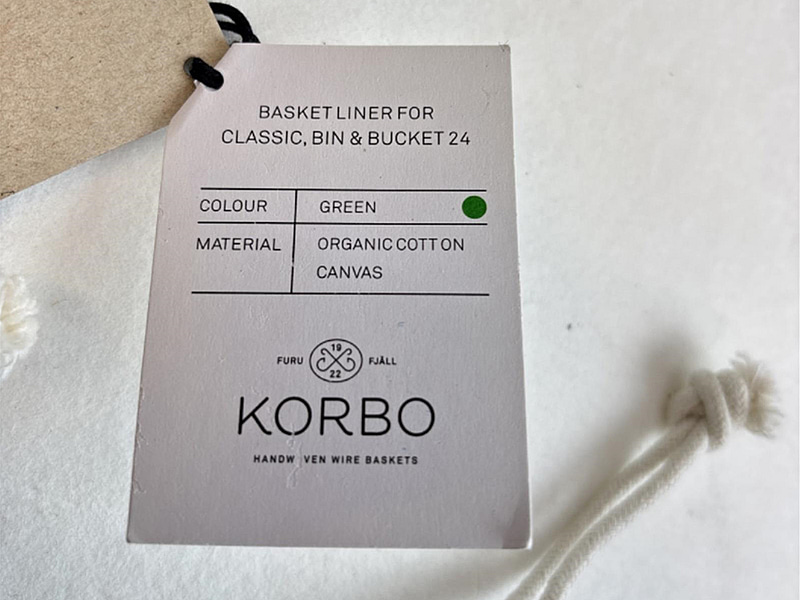 BASKET LINER FOR
CLASSIC, BIN & BUCKET 24
COLOUR GREEN
MATERIAL ORGANIC COTTON
CANVAS
19
FURU FJÄLL
22
KORBO
HANDW VEN WIRE BASKETS